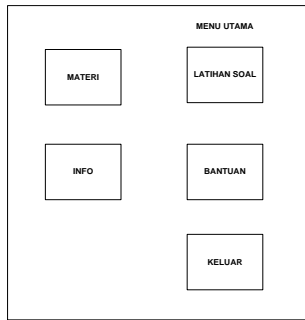 MENU UTAMA
MATERI
LATIHAN SOAL
INFO
BANTUAN
KELUAR